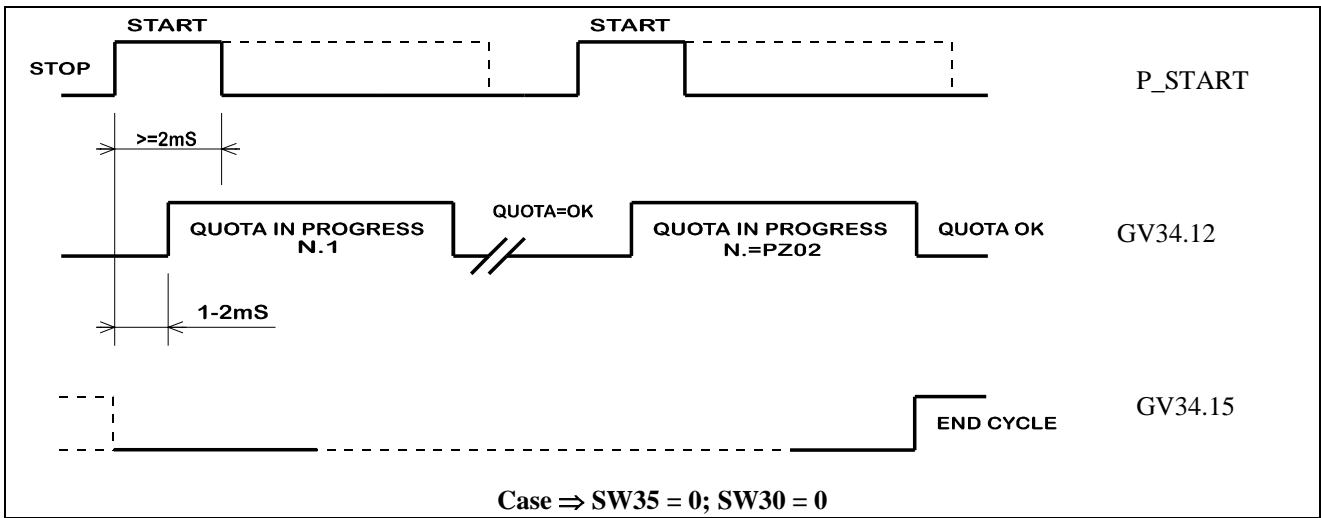 START START
STOP
P_START
>=2mS
QUOTA=OK
QUOTA IN PROGRESS QUOTA IN PROGRESS QUOTA OK GV34.12
N.1 N.=PZ02
1-2mS
GV34.15
END CYCLE
Case ⇒ SW35 = 0; SW30 = 0